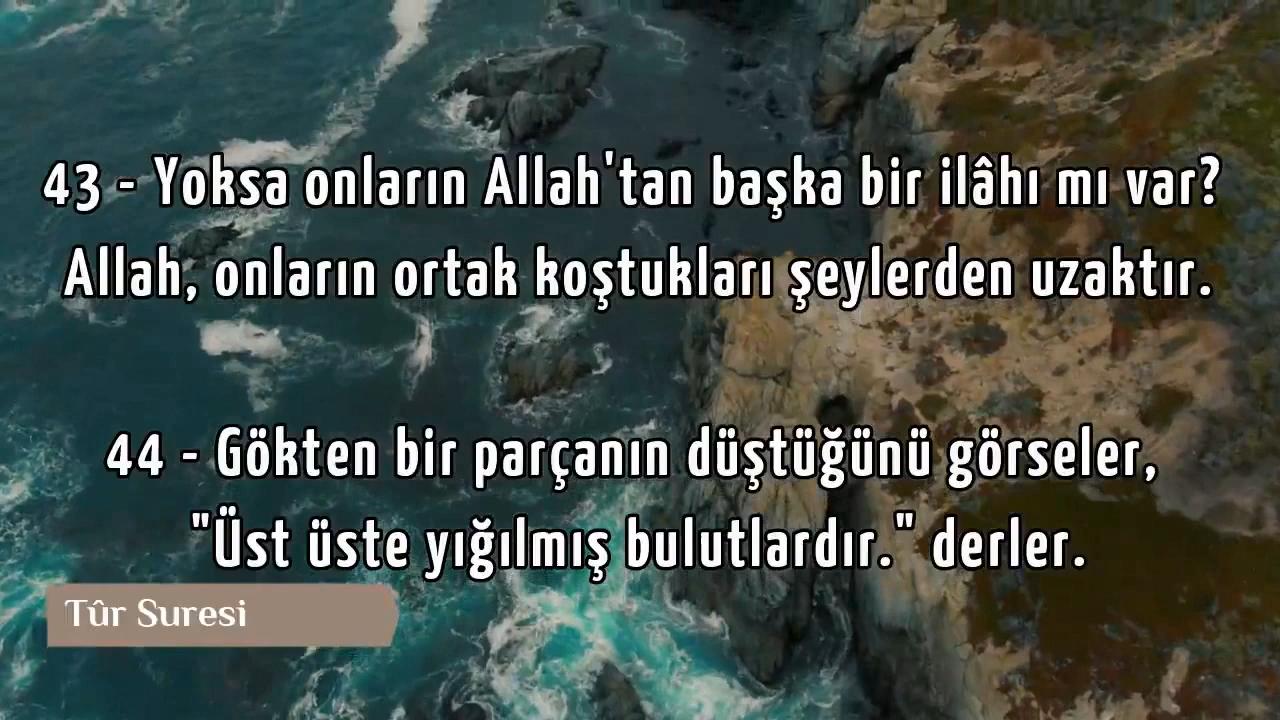 43 - Yoksa onların Allah'tan başka bir ilâhı mı var?
Allah, onların ortak koştukları şeylerden uzaktır.
44 - Gökten bir parçanın düştüğünü görseler,
"Üst üste yığılmış bulutlardır." derler.
Tûr Suresi